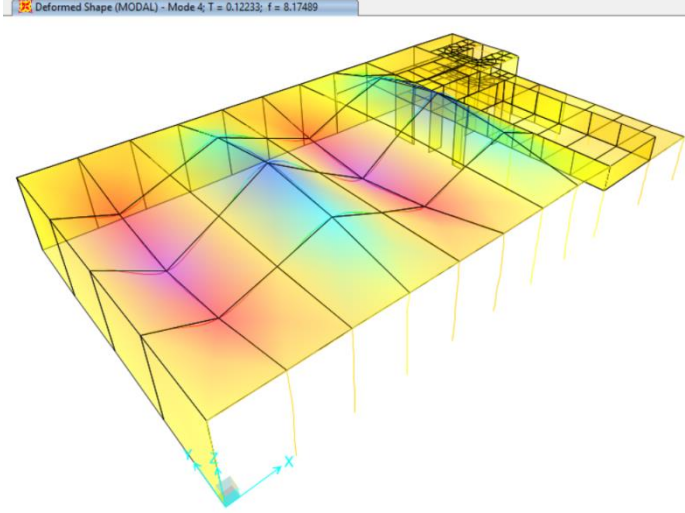 Deformed Shape (MODAL) - Mode 4; T = 0.12233; f = 8.17489
Y
Z
X